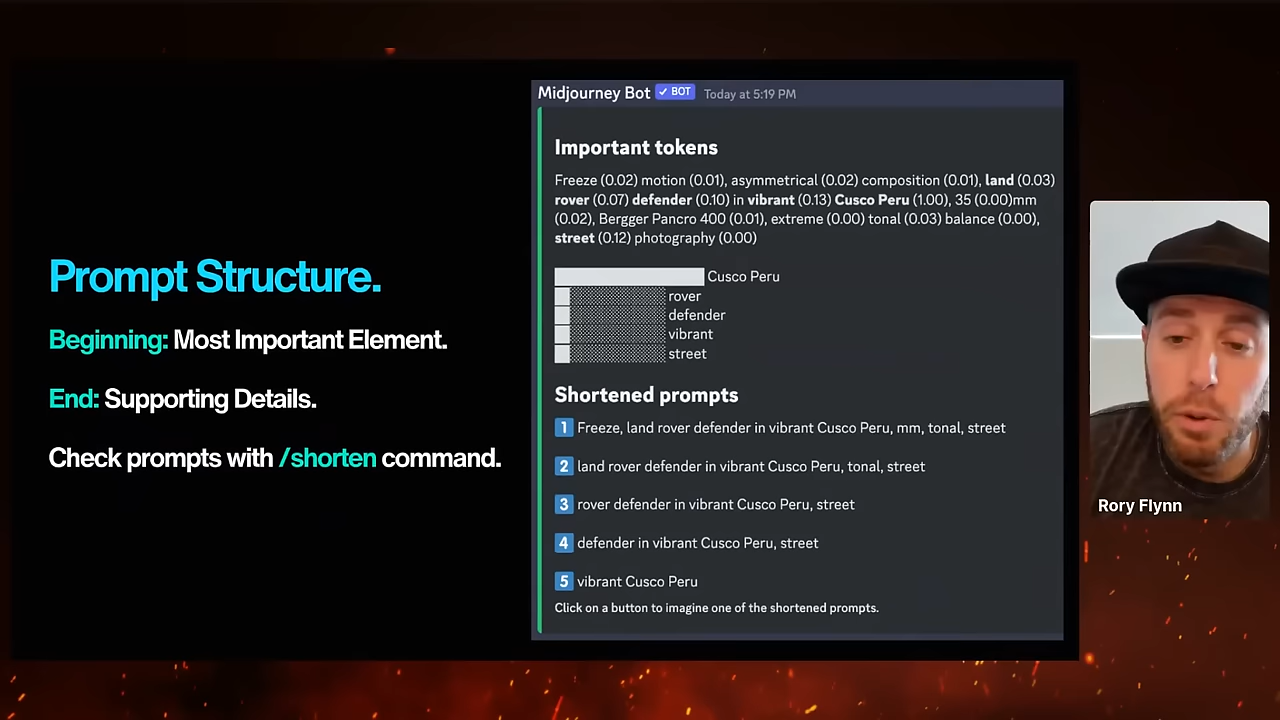 Prompt Structure.
Beginning: Most Important Element.
End: Supporting Details.
Check prompts with /shorten command.
Midjourney Bot ✓ BOT Today at 5:19 PM
Important tokens
Freeze (0.02) motion (0.01), asymmetrical (0.02) composition (0.01), land (0.03)
rover (0.07) defender (0.10) in vibrant (0.13) Cusco Peru (1.00), 35 (0.00)mm
(0.02), Bergger Pancro 400 (0.01), extreme (0.00) tonal (0.03) balance (0.00),
street (0.12) photography (0.00)
Cusco Peru
rover
defender
vibrant
street
Shortened prompts
1 Freeze, land rover defender in vibrant Cusco Peru, mm, tonal, street
2 land rover defender in vibrant Cusco Peru, tonal, street
3 rover defender in vibrant Cusco Peru, street
4 defender in vibrant Cusco Peru, street
5 vibrant Cusco Peru
Click on a button to imagine one of the shortened prompts.
Rory Flynn